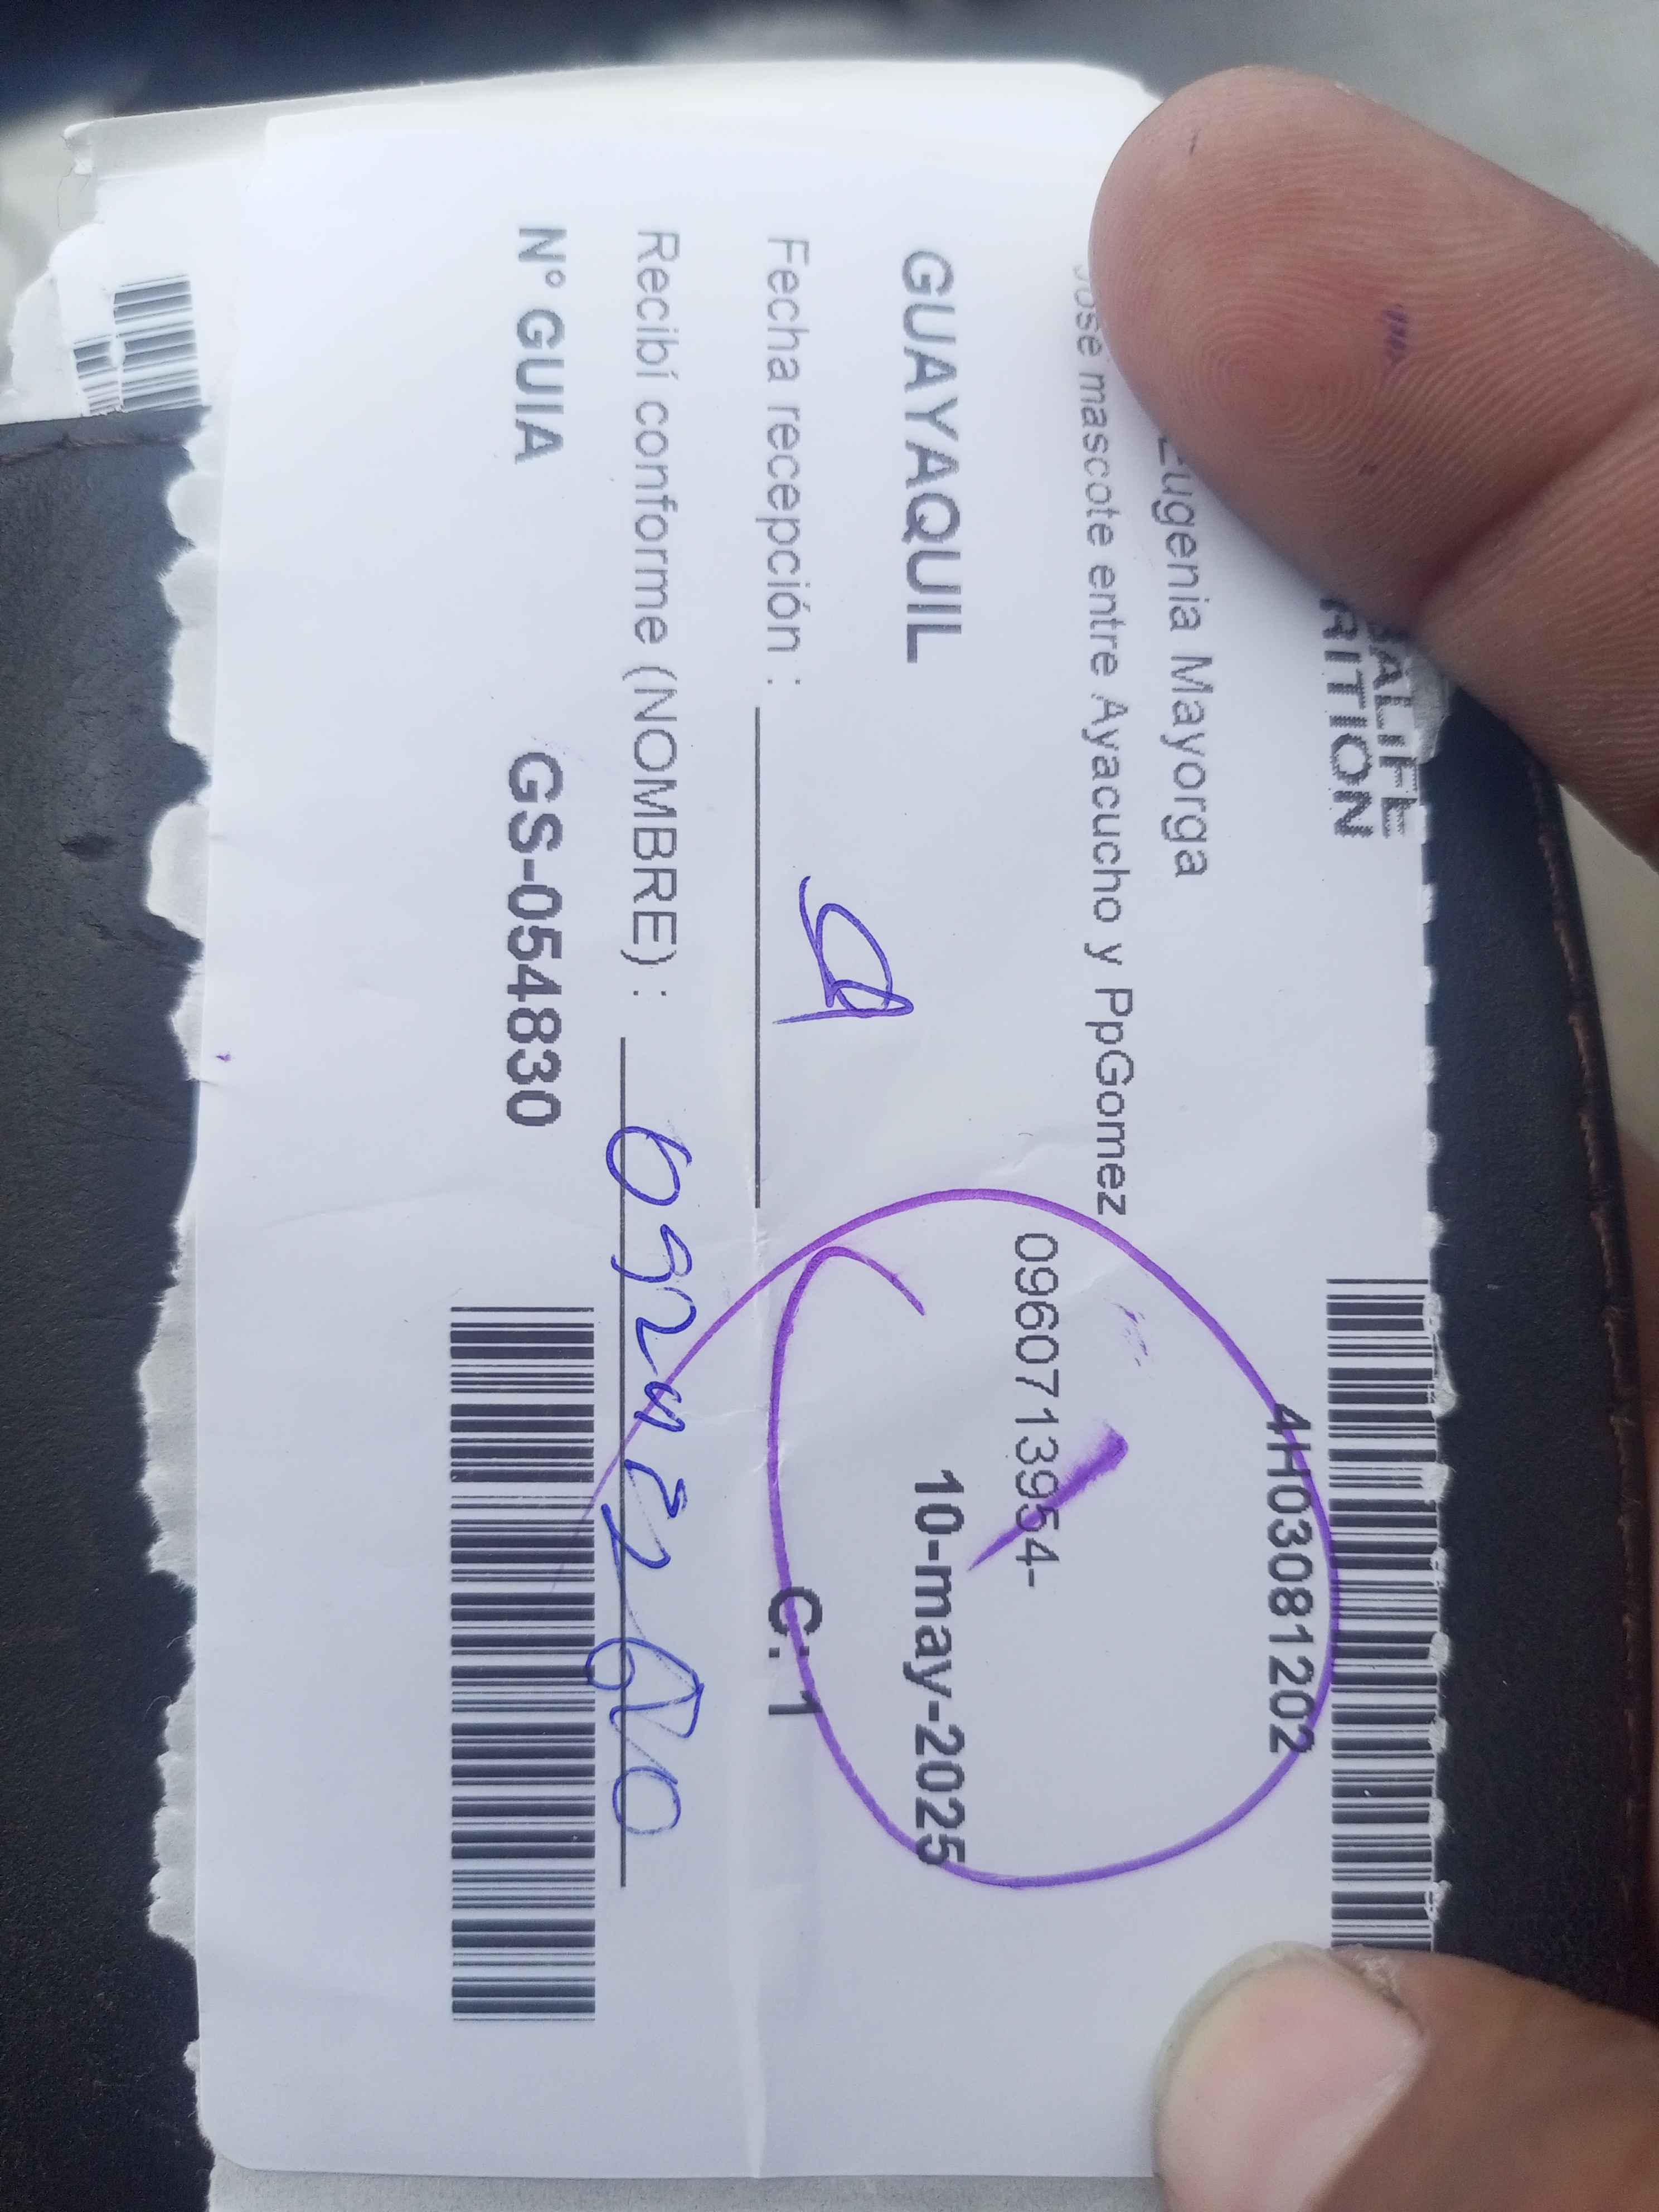 4H03081202
Eugenia Mayorga
José mascote entre Ayacucho y PpGomez
0960713954-
GUAYAQUIL 10-may-2025
Fecha recepción : C: 1
Recibí conforme (NOMBRE) :
N° GUIA GS-054830